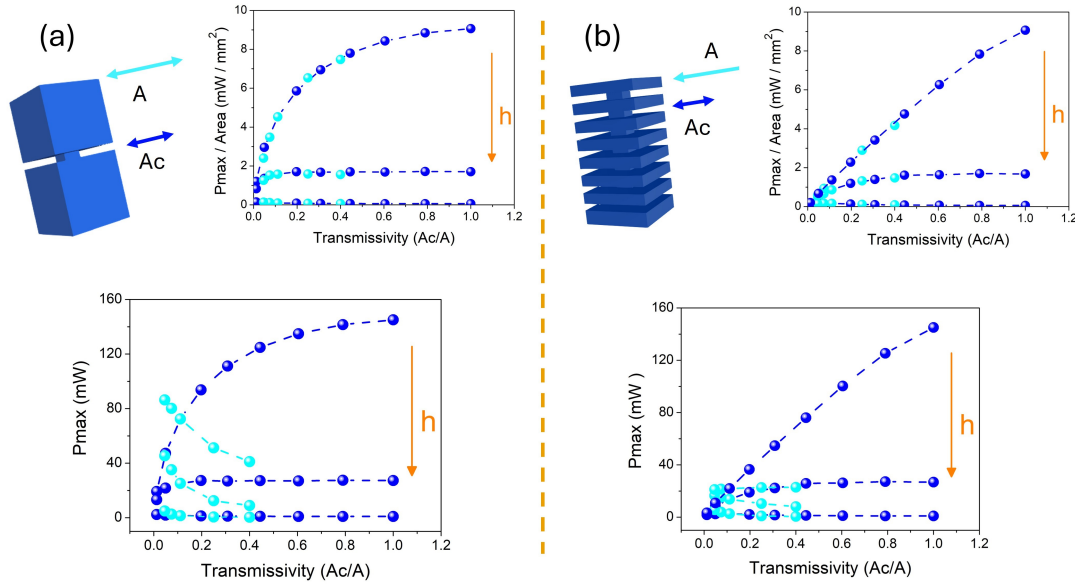 (a)
A
Ac
Pmax / Area (mW / mm²)
10
8
6
4
2
0
0.0 0.2 0.4 0.6 0.8 1.0 1.2
Transmissivity (Ac/A)
h
(b)
A
Ac
Pmax / Area (mW / mm²)
10
8
6
4
2
0
0.0 0.2 0.4 0.6 0.8 1.0 1.2
Transmissivity (Ac/A)
h
Pmax (mW)
160
120
80
40
0
0.0 0.2 0.4 0.6 0.8 1.0 1.2
Transmissivity (Ac/A)
h
Pmax (mW )
160
120
80
40
0
0.0 0.2 0.4 0.6 0.8 1.0 1.2
Transmissivity (Ac/A)
h